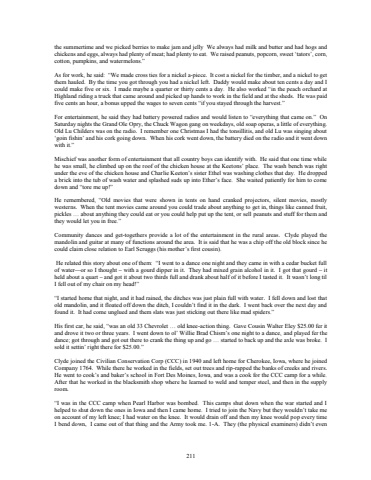 the summertime and we picked berries to make jam and jelly  We always had milk and butter and had hogs and
chickens and eggs, always had plenty of meat; had plenty to eat.  We raised peanuts, popcorn, sweet ‘tators’, corn,
cotton, pumpkins, and watermelons.”
As for work, he said:  “We made cross ties for a nickel a-piece.  It cost a nickel for the timber, and a nickel to get
them hauled.  By the time you got through you had a nickel left.  Daddy would make about ten cents a day and I
could make five or six.  I made maybe a quarter or thirty cents a day.  He also worked “in the peach orchard at
Highland riding a truck that came around and picked up hands to work in the field and at the sheds.  He was paid
five cents an hour, a bonus upped the wages to seven cents “if you stayed through the harvest.”
For entertainment, he said they had battery powered radios and would listen to “everything that came on.”  On
Saturday nights the Grand Ole Opry, the Chuck Wagon gang on weekdays, old soap operas, a little of everything.
Old Lu Childers was on the radio.  I remember one Christmas I had the tonsillitis, and old Lu was singing about
‘goin fishin’ and his cork going down.  When his cork went down, the battery died on the radio and it went down
with it.”
Mischief was another form of entertainment that all country boys can identify with.  He said that one time while
he was small, he climbed up on the roof of the chicken house at the Keetons’ place.  The wash bench was right
under the eve of the chicken house and Charlie Keeton’s sister Ethel was washing clothes that day.  He dropped
a brick into the tub of wash water and splashed suds up into Ether’s face.  She waited patiently for him to come
down and “tore me up!”
He remembered, “Old movies that were shown in tents on hand cranked projectors, silent movies, mostly
westerns.  When the tent movies came around you could trade about anything to get in, things like canned fruit,
pickles … about anything they could eat or you could help put up the tent, or sell peanuts and stuff for them and
they would let you in free.”
Community dances and get-togethers provide a lot of the entertainment in the rural areas.  Clyde played the
mandolin and guitar at many of functions around the area.  It is said that he was a chip off the old block since he
could claim close relation to Earl Scruggs (his mother’s first cousin).
He related this story about one of them:  “I went to a dance one night and they came in with a cedar bucket full
of water—or so I thought – with a gourd dipper in it.  They had mixed grain alcohol in it.  I got that gourd – it
held about a quart – and got it about two thirds full and drank about half of it before I tasted it.  It wasn’t long til
I fell out of my chair on my head!”
“I started home that night, and it had rained, the ditches was just plain full with water.  I fell down and lost that
old mandolin, and it floated off down the ditch, I couldn’t find it in the dark.  I went back over the next day and
found it.  It had come unglued and them slats was just sticking out there like mad spiders.”
His first car, he said, “was an old 33 Chevrolet … old knee-action thing.  Gave Cousin Walter Elly $25.00 for it
and drove it two or three years.  I went down to ol’ Willie Brad Chism’s one night to a dance, and played for the
dance; got through and got out there to crank the thing up and go … started to back up and the axle was broke.  I
sold it settin’ right there for $25.00.”
Clyde joined the Civilian Conservation Corp (CCC) in 1940 and left home for Cherokee, Iowa, where he joined
Company 1764.  While there he worked in the fields, set out trees and rip-rapped the banks of creeks and rivers.
He went to cook’s and baker’s school in Fort Des Moines, Iowa, and was a cook for the CCC camp for a while.
After that he worked in the blacksmith shop where he learned to weld and temper steel, and then in the supply
room.
“I was in the CCC camp when Pearl Harbor was bombed.  This camps shut down when the war started and I
helped to shut down the ones in Iowa and then I came home.  I tried to join the Navy but they wouldn’t take me
on account of my left knee; I had water on the knee.  It would drain off and then my knee would pop every time
I bend down,  I came out of that thing and the Army took me.  1-A.  They (the physical examiners) didn’t even
211